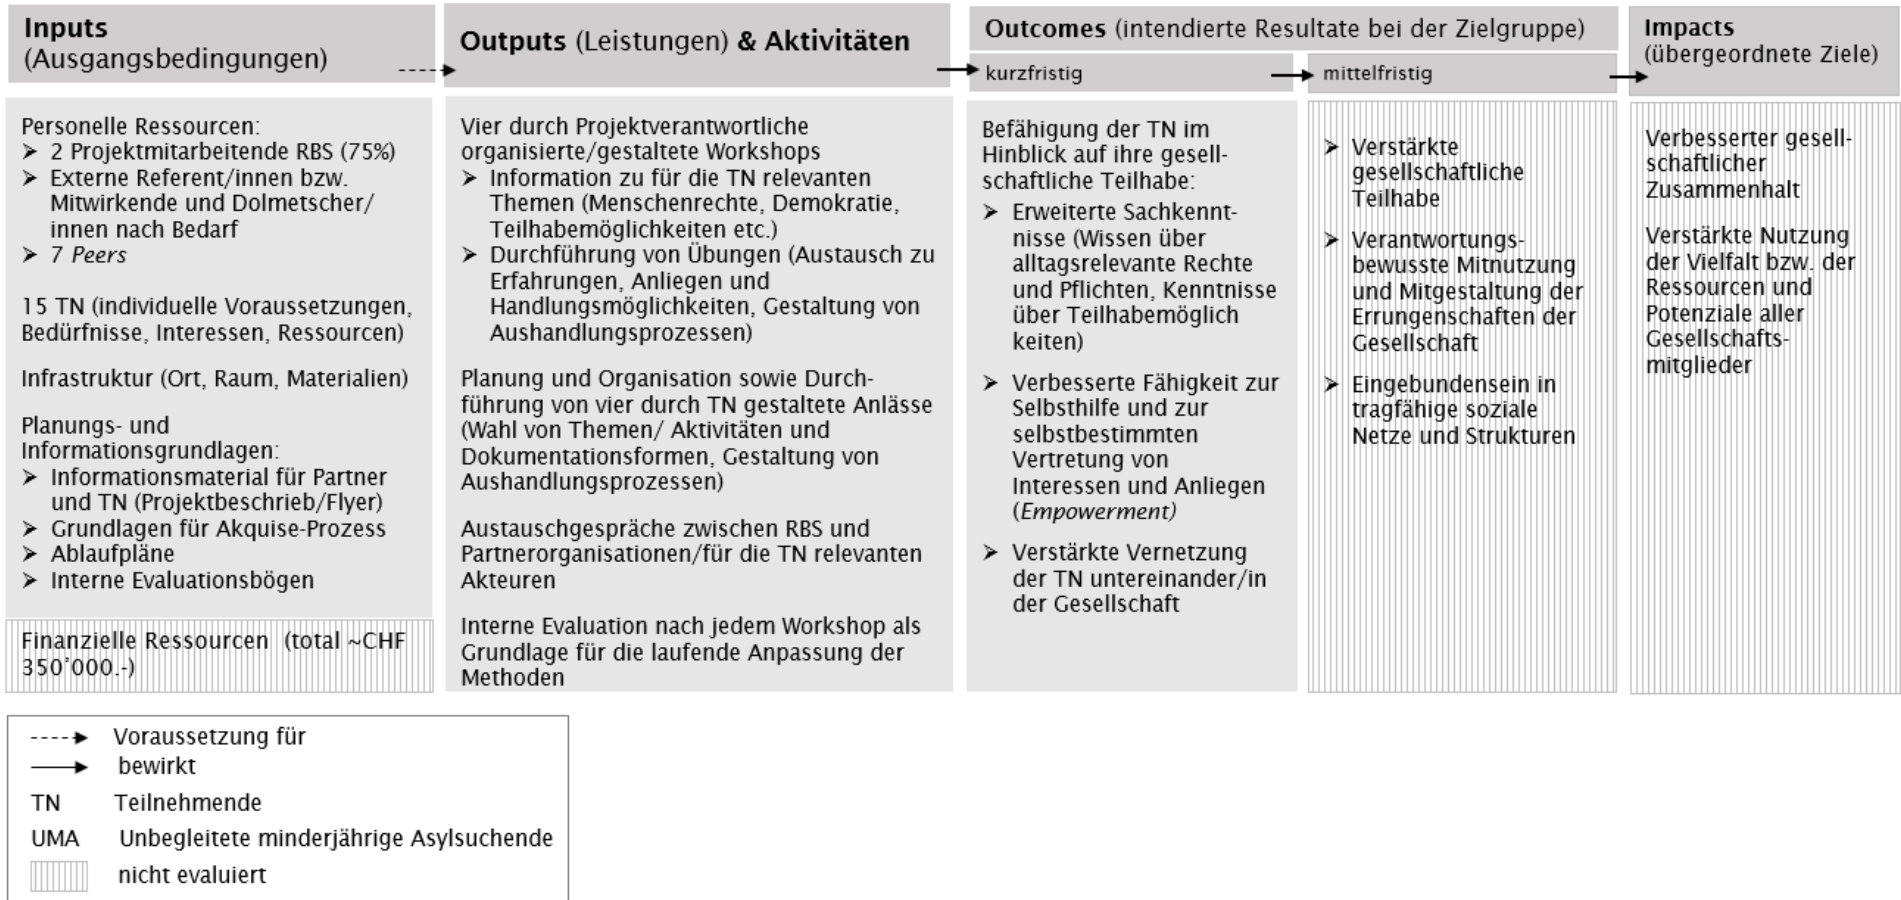 Inputs
(Ausgangsbedingungen)
Personelle Ressourcen:
➢ 2 Projektmitarbeitende RBS (75%)
➢ Externe Referent/innen bzw.
Mitwirkende und Dolmetscher/
innen nach Bedarf
➢ 7 Peers
15 TN (individuelle Voraussetzungen,
Bedürfnisse, Interessen, Ressourcen)
Infrastruktur (Ort, Raum, Materialien)
Planungs- und
Informationsgrundlagen:
➢ Informationsmaterial für Partner
und TN (Projektbeschrieb/Flyer)
➢ Grundlagen für Akquise-Prozess
➢ Ablaufpläne
➢ Interne Evaluationsbögen
Finanzielle Ressourcen (total ~CHF
350'000.-)
Outputs (Leistungen) & Aktivitäten
Vier durch Projektverantwortliche
organisierte/gestaltete Workshops
➢ Information zu für die TN relevanten
Themen (Menschenrechte, Demokratie,
Teilhabemöglichkeiten etc.)
➢ Durchführung von Übungen (Austausch zu
Erfahrungen, Anliegen und
Handlungsmöglichkeiten, Gestaltung von
Aushandlungsprozessen)
Planung und Organisation sowie Durch-
führung von vier durch TN gestaltete Anlässe
(Wahl von Themen/ Aktivitäten und
Dokumentationsformen, Gestaltung von
Aushandlungsprozessen)
Austauschgespräche zwischen RBS und
Partnerorganisationen/für die TN relevanten
Akteuren
Interne Evaluation nach jedem Workshop als
Grundlage für die laufende Anpassung der
Methoden
Outcomes (intendierte Resultate bei der Zielgruppe)
kurzfristig
Befähigung der TN im
Hinblick auf ihre gesell-
schaftliche Teilhabe:
➢ Erweiterte Sachkennt-
nisse (Wissen über
alltagsrelevante Rechte
und Pflichten, Kenntnisse
über Teilhabemöglich
keiten)
➢ Verbesserte Fähigkeit zur
Selbsthilfe und zur
selbstbestimmten
Vertretung von
Interessen und Anliegen
(Empowerment)
➢ Verstärkte Vernetzung
der TN untereinander/in
der Gesellschaft
mittelfristig
➢ Verstärkte
gesellschaftliche
Teilhabe
➢ Verantwortungs-
bewusste Mitnutzung
und Mitgestaltung der
Errungenschaften der
Gesellschaft
➢ Eingebundensein in
tragfähige soziale
Netze und Strukturen
Impacts
(übergeordnete Ziele)
Verbesserter gesell-
schaftlicher
Zusammenhalt
Verstärkte Nutzung
der Vielfalt bzw. der
Ressourcen und
Potenziale aller
Gesellschafts-
mitglieder
Voraussetzung für
bewirkt
TN Teilnehmende
UMA Unbegleitete minderjährige Asylsuchende
nicht evaluiert